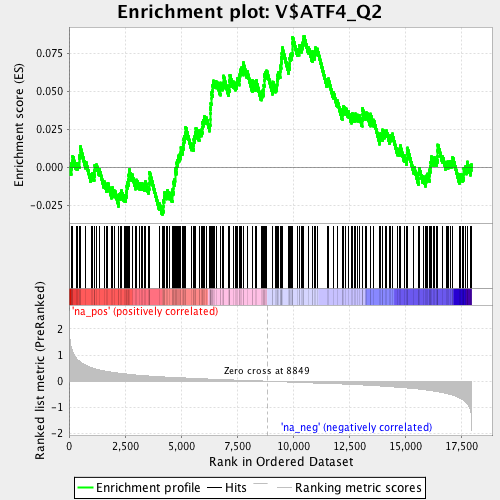 Enrichment plot: V$ATF4_Q2
Enrichment score (ES)
0.075
0.050
0.025
0.000
-0.025
Ranked list metric (PreRanked)
'na_pos' (positively correlated)
Zero cross at 8849
'na_neg' (negatively correlated)
2
1
0
-1
-2
0
2,500
5,000
7,500
10,000
12,500
15,000
17,500
Rank in Ordered Dataset
Enrichment profile
Hits
Ranking metric scores